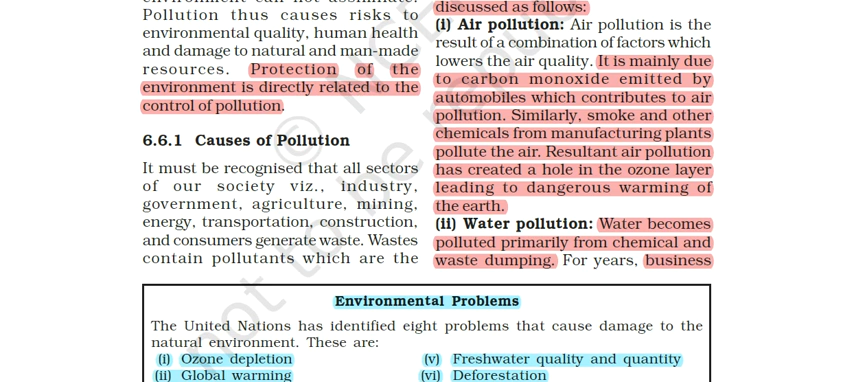 Pollution thus causes risks to
environmental quality, human health
and damage to natural and man-made
resources. Protection of the
environment is directly related to the
control of pollution.
6.6.1 Causes of Pollution
It must be recognised that all sectors
of our society viz., industry,
government, agriculture, mining,
energy, transportation, construction,
and consumers generate waste. Wastes
contain pollutants which are the
discussed as follows:
(i) Air pollution: Air pollution is the
result of a combination of factors which
lowers the air quality. It is mainly due
to carbon monoxide emitted by
automobiles which contributes to air
pollution. Similarly, smoke and other
chemicals from manufacturing plants
pollute the air. Resultant air pollution
has created a hole in the ozone layer
leading to dangerous warming of
the earth.
(ii) Water pollution: Water becomes
polluted primarily from chemical and
waste dumping. For years, business
Environmental Problems
The United Nations has identified eight problems that cause damage to the
natural environment. These are:
(i) Ozone depletion
(ii) Global warming
(v) Freshwater quality and quantity
(vi) Deforestation
© NCE
not to be repu